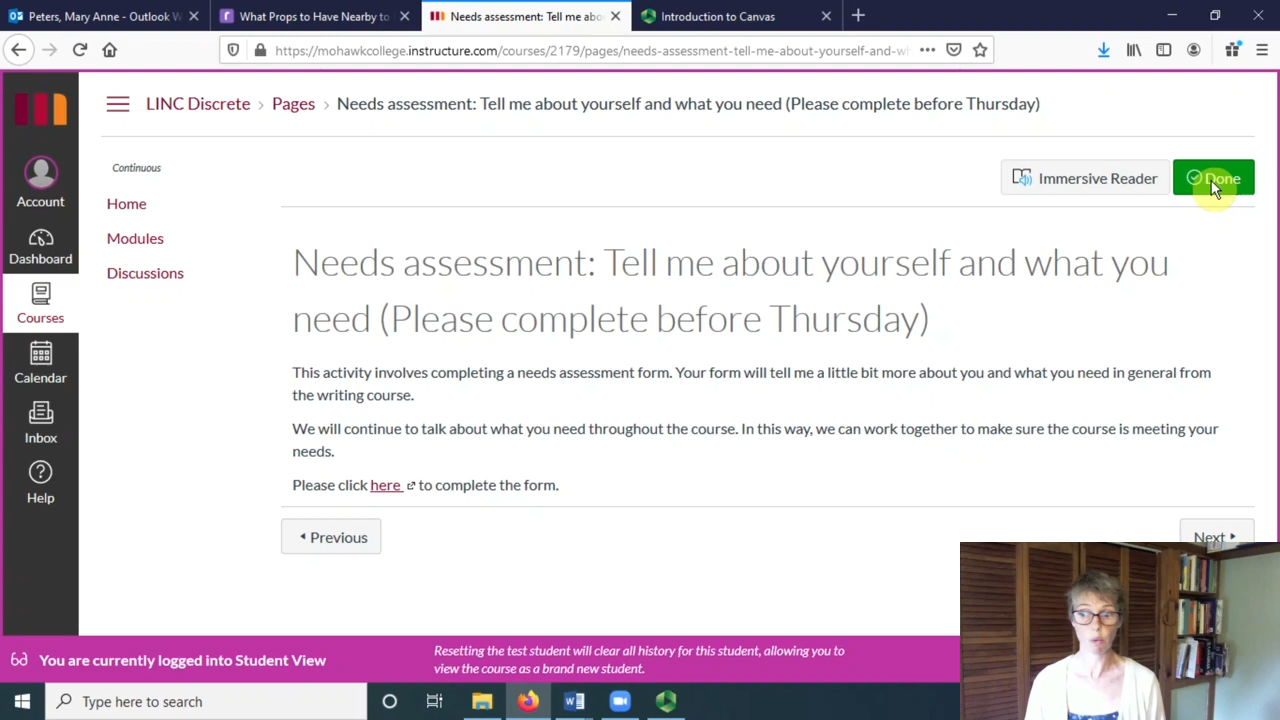 Peters, Mary Anne - Outlook W
What Props to Have Nearby to
Needs assessment: Tell me abo
Introduction to Canvas
https://mohawkcollege.instructure.com/courses/2179/pages/needs-assessment-tell-me-about-yourself-and-wh
LINC Discrete > Pages > Needs assessment: Tell me about yourself and what you need (Please complete before Thursday)
Continuous
Home
Modules
Discussions
Account
Dashboard
Courses
Calendar
Inbox
Help
Immersive Reader
Done
Needs assessment: Tell me about yourself and what you
need (Please complete before Thursday)
This activity involves completing a needs assessment form. Your form will tell me a little bit more about you and what you need in general from
the writing course.
We will continue to talk about what you need throughout the course. In this way, we can work together to make sure the course is meeting your
needs.
Please click here to complete the form.
Previous
Next
You are currently logged into Student View
Resetting the test student will clear all history for this student, allowing you to
view the course as a brand new student.
Type here to search